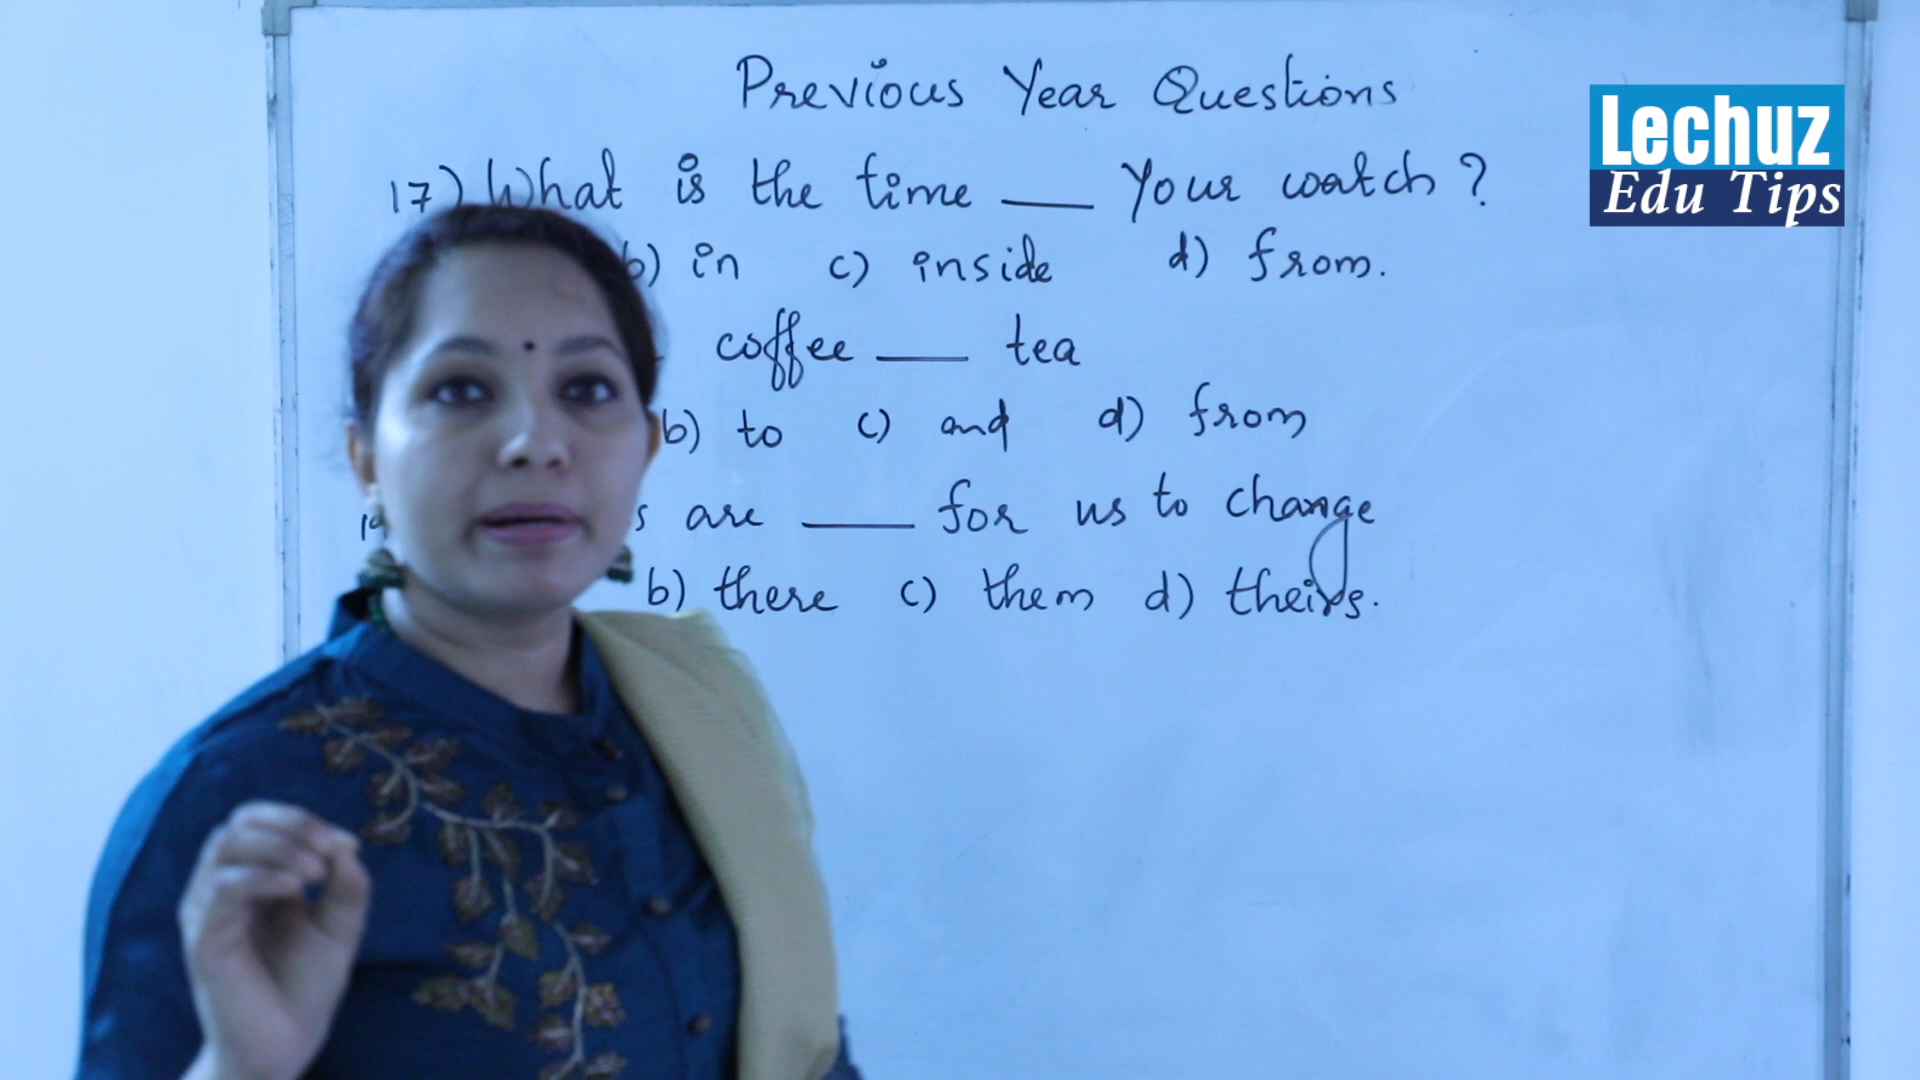 Previous Year Questions
Lechuz
Edu Tips
17) What is the time ___ Your watch ?
b) in c) inside d) from.
coffee ___ tea
b) to c) and d) from
are ___ for us to change
b) there c) them d) theirs.